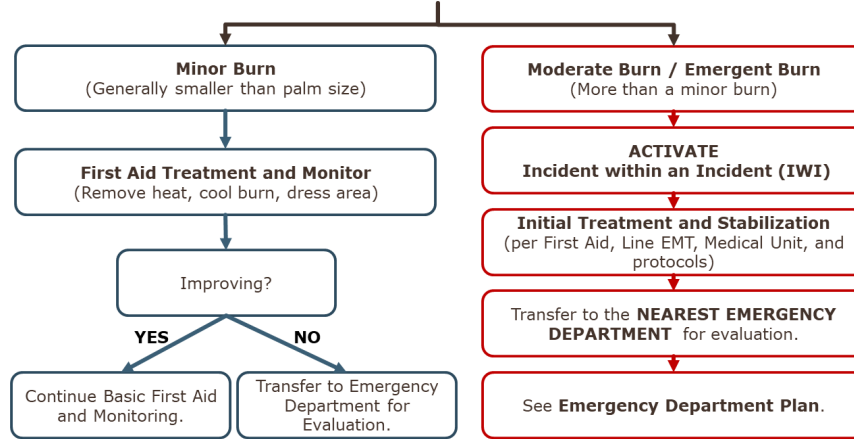 Minor Burn
(Generally smaller than palm size)
First Aid Treatment and Monitor
(Remove heat, cool burn, dress area)
Improving?
YES
NO
Continue Basic First Aid
and Monitoring.
Transfer to Emergency
Department for
Evaluation.
Moderate Burn / Emergent Burn
(More than a minor burn)
ACTIVATE
Incident within an Incident (IWI)
Initial Treatment and Stabilization
(per First Aid, Line EMT, Medical Unit, and
protocols)
Transfer to the NEAREST EMERGENCY
DEPARTMENT for evaluation.
See Emergency Department Plan.